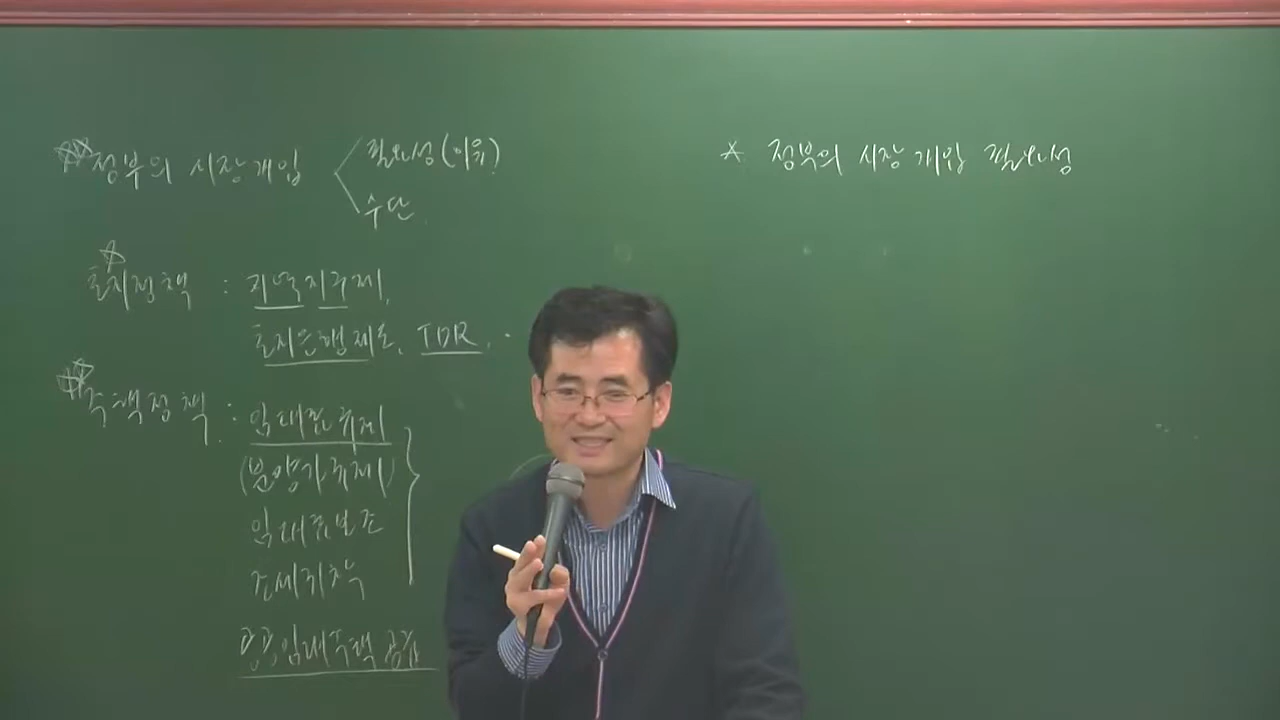 정부의 시장개입 < 필요성(이유)
수단
토지정책 : 지역지구제,
토지은행제도, TDR,
주택정책 : 임대료규제
(분양가규제)
임대료보조
조세귀착
공공임대주택 공급
정부의 시장 개입 필요성